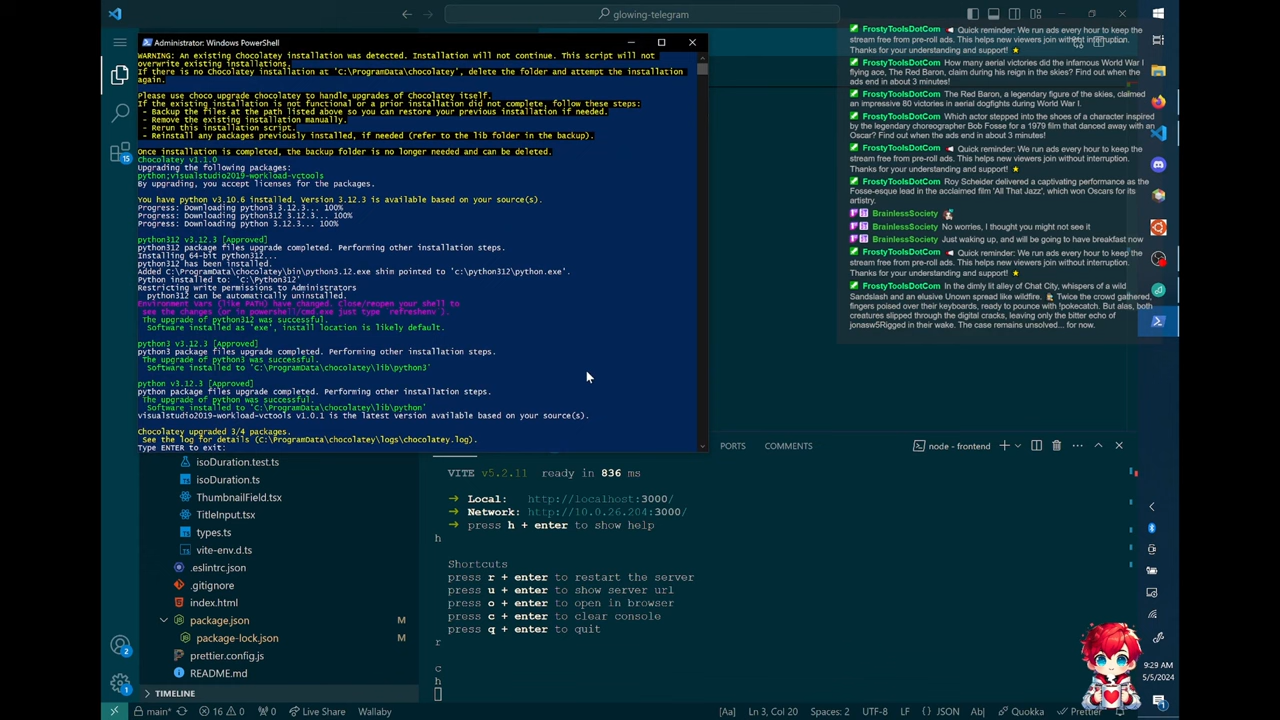 glowing-telegram
Administrator: Windows PowerShell
WARNING: An existing Chocolatey installation was detected. Installation will not continue. This script will not
overwrite existing installations.
If there is no Chocolatey installation at 'C:\ProgramData\chocolatey', delete the folder and attempt the installation
again.
Please use choco upgrade chocolatey to handle upgrades of Chocolatey itself.
If the existing installation is not functional or a prior installation did not complete, follow these steps:
- Backup the files at the path listed above so you can restore your previous installation if needed.
- Remove the existing installation manually.
- Rerun this installation script.
- Reinstall any packages previously installed, if needed (refer to the lib folder in the backup).
Once installation is completed, the backup folder is no longer needed and can be deleted.
Chocolatey v1.1.0
Upgrading the following packages:
python;visualstudio2019-workload-vctools
By upgrading, you accept licenses for the packages.
You have python v3.10.6 installed. Version 3.12.3 is available based on your source(s).
Progress: Downloading python3 3.12.3... 100%
Progress: Downloading python312 3.12.3... 100%
Progress: Downloading python 3.12.3... 100%
python312 v3.12.3 [Approved]
python312 package files upgrade completed. Performing other installation steps.
Installing 64-bit python312...
python312 has been installed.
Added C:\ProgramData\chocolatey\bin\python3.12.exe shim pointed to 'c:\python312\python.exe'.
Python installed to: 'C:\Python312'
Restricting write permissions to Administrators
python312 can be automatically uninstalled.
Environment Vars (like PATH) have changed. Close/reopen your shell to
see the changes (or in powershell/cmd.exe just type `refreshenv`).
The upgrade of python312 was successful.
Software installed as 'exe', install location is likely default.
python3 v3.12.3 [Approved]
python3 package files upgrade completed. Performing other installation steps.
The upgrade of python3 was successful.
Software installed to 'C:\ProgramData\chocolatey\lib\python3'
python v3.12.3 [Approved]
python package files upgrade completed. Performing other installation steps.
The upgrade of python was successful.
Software installed to 'C:\ProgramData\chocolatey\lib\python'
visualstudio2019-workload-vctools v1.0.1 is the latest version available based on your source(s).
Chocolatey upgraded 3/4 packages.
See the log for details (C:\ProgramData\chocolatey\logs\chocolatey.log).
Type ENTER to exit:
FrostyToolsDotCom Quick reminder: We run ads every hour to keep the
stream free from pre-roll ads. This helps new viewers join without interruption.
Thanks for your understanding and support!
FrostyToolsDotCom How many aerial victories did the infamous World War I
flying ace, The Red Baron, claim during his reign in the skies? Find out when the
ads end in about 3 minutes!
FrostyToolsDotCom The Red Baron, a legendary figure of the skies, claimed
an impressive 80 victories in aerial dogfights during World War I.
FrostyToolsDotCom Which actor stepped into the shoes of a character inspired
by the legendary choreographer Bob Fosse for a 1979 film that danced away with an
Oscar? Find out when the ads end in about 3 minutes!
FrostyToolsDotCom Quick reminder: We run ads every hour to keep the
stream free from pre-roll ads. This helps new viewers join without interruption.
Thanks for your understanding and support!
FrostyToolsDotCom Roy Scheider delivered a captivating performance as the
Fosse-esque lead in the acclaimed film 'All That Jazz', which won Oscars for its
artistry.
BrainlessSociety
BrainlessSociety No worries, I thought you might not see it
BrainlessSociety Just waking up, and will be going to have breakfast now
FrostyToolsDotCom Quick reminder: We run ads every hour to keep the
stream free from pre-roll ads. This helps new viewers join without interruption.
Thanks for your understanding and support!
FrostyToolsDotCom In the dimly lit alley of Chat City, whispers of a wild
Sandslash and an elusive Unown spread like wildfire. Twice the crowd gathered,
fingers poised over their keyboards, ready to pounce with !pokecatch. But alas, both
creatures slipped through the digital cracks, leaving only the bitter echo of
jonasw5Rigged in their wake. The case remains unsolved... for now.
15
isoDuration.test.ts
isoDuration.ts
ThumbnailField.tsx
TitleInput.tsx
types.ts
vite-env.d.ts
.eslintrc.json
.gitignore
index.html
package.json M
package-lock.json M
prettier.config.js
README.md
TIMELINE
PORTS COMMENTS
node - frontend
VITE v5.2.11 ready in 836 ms
➜ Local: http://localhost:3000/
➜ Network: http://10.0.26.204:3000/
➜ press h + enter to show help
h
Shortcuts
press r + enter to restart the server
press u + enter to show server url
press o + enter to open in browser
press c + enter to clear console
press q + enter to quit
r
c
h
2
1
9:29 AM
5/5/2024
main* 16 0 0 Live Share Wallaby
[Aa] Ln 3, Col 20 Spaces: 2 UTF-8 LF {} JSON Ab| Quokka Prettier